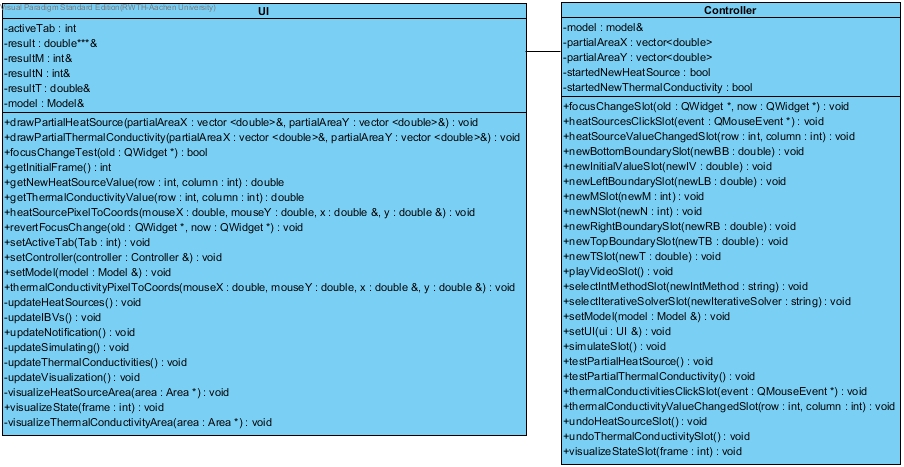 Visual Paradigm Standard Edition(RWTH-Aachen University)
UI
-activeTab : int
-result : double***&
-resultM : int&
-resultN : int&
-resultT : double&
-model : Model&
+drawPartialHeatSource(partialAreaX : vector <double>&, partialAreaY : vector <double>&) : void
+drawPartialThermalConductivity(partialAreaX : vector <double>&, partialAreaY : vector <double>&) : void
+focusChangeTest(old : QWidget *) : bool
+getInitialFrame() : int
+getNewHeatSourceValue(row : int, column : int) : double
+getThermalConductivityValue(row : int, column : int) : double
+heatSourcePixelToCoords(mouseX : double, mouseY : double, x : double &, y : double &) : void
+revertFocusChange(old : QWidget *, now : QWidget *) : void
+setActiveTab(Tab : int) : void
+setController(controller : Controller &) : void
+setModel(model : Model &) : void
+thermalConductivityPixelToCoords(mouseX : double, mouseY : double, x : double &, y : double &) : void
-updateHeatSources() : void
-updateIBVs() : void
+updateNotification() : void
-updateSimulating() : void
-updateThermalConductivities() : void
-updateVisualization() : void
-visualizeHeatSourceArea(area : Area *) : void
+visualizeState(frame : int) : void
-visualizeThermalConductivityArea(area : Area *) : void
Controller
-model : model&
-partialAreaX : vector<double>
-partialAreaY : vector<double>
-startedNewHeatSource : bool
-startedNewThermalConductivity : bool
+focusChangeSlot(old : QWidget *, now : QWidget *) : void
+heatSourcesClickSlot(event : QMouseEvent *) : void
+heatSourceValueChangedSlot(row : int, column : int) : void
+newBottomBoundarySlot(newBB : double) : void
+newInitialValueSlot(newIV : double) : void
+newLeftBoundarySlot(newLB : double) : void
+newMSlot(newM : int) : void
+newNSlot(newN : int) : void
+newRightBoundarySlot(newRB : double) : void
+newTopBoundarySlot(newTB : double) : void
+newTSlot(newT : double) : void
+playVideoSlot() : void
+selectIntMethodSlot(newIntMethod : string) : void
+selectIterativeSolverSlot(newIterativeSolver : string) : void
+setModel(model : Model &) : void
+setUI(ui : UI &) : void
+simulateSlot() : void
+testPartialHeatSource() : void
+testPartialThermalConductivity() : void
+thermalConductivitiesClickSlot(event : QMouseEvent *) : void
+thermalConductivityValueChangedSlot(row : int, column : int) : void
+undoHeatSourceSlot() : void
+undoThermalConductivitySlot() : void
+visualizeStateSlot(frame : int) : void